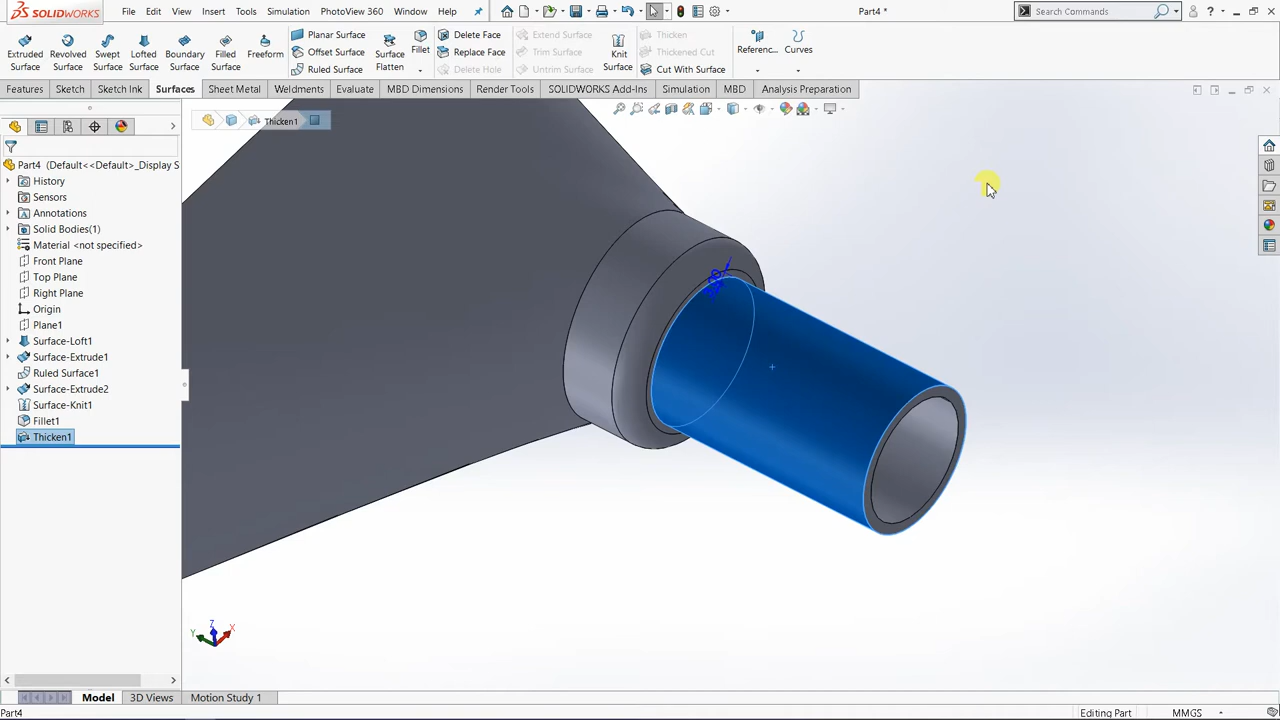 SOLIDWORKS File Edit View Insert Tools Simulation PhotoView 360 Window Help Part4 * Search Commands ?
Extruded Surface
Revolved Surface
Swept Surface
Lofted Surface
Boundary Surface
Filled Surface
Freeform
Planar Surface
Offset Surface
Ruled Surface
Surface Flatten
Fillet
Delete Face
Replace Face
Delete Hole
Extend Surface
Trim Surface
Untrim Surface
Knit Surface
Thicken
Thickened Cut
Cut With Surface
Referenc...
Curves
Features Sketch Sketch Ink Surfaces Sheet Metal Weldments Evaluate MBD Dimensions Render Tools SOLIDWORKS Add-Ins Simulation MBD Analysis Preparation
Thicken1
Part4 (Default<<Default>_Display S
History
Sensors
Annotations
Solid Bodies(1)
Material <not specified>
Front Plane
Top Plane
Right Plane
Origin
Plane1
Surface-Loft1
Surface-Extrude1
Ruled Surface1
Surface-Extrude2
Surface-Knit1
Fillet1
Thicken1
Z
Y
X
Model 3D Views Motion Study 1
Part4 Editing Part MMGS